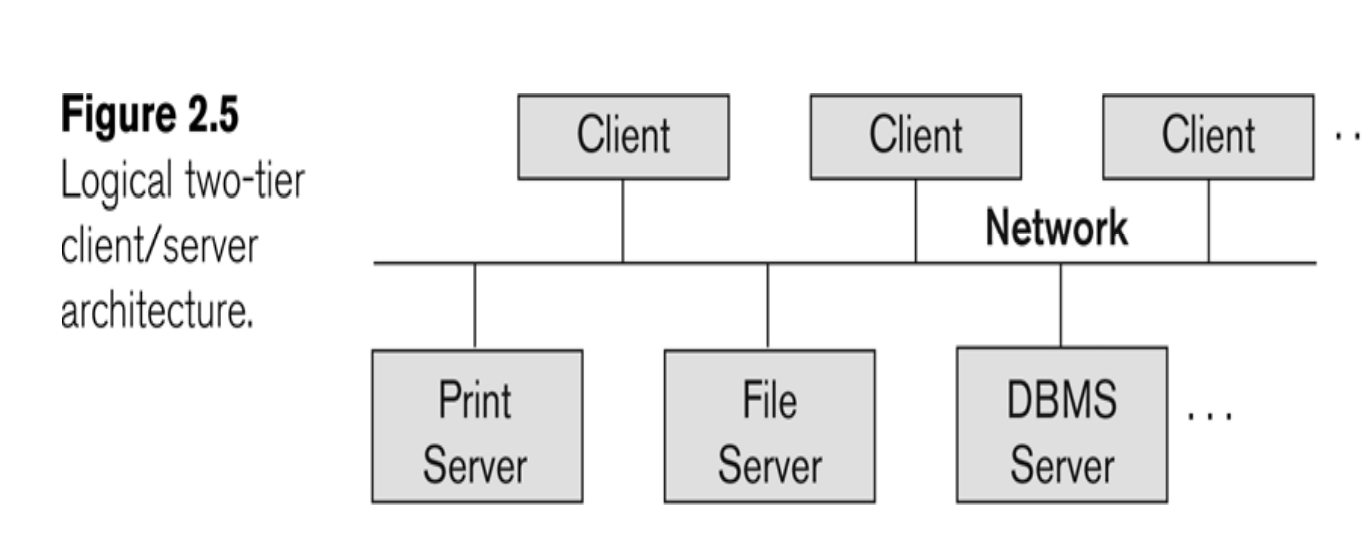 Figure 2.5
Logical two-tier
client/server
architecture.
Client
Client
Client
. .
Network
Print
Server
File
Server
DBMS
Server
. . .